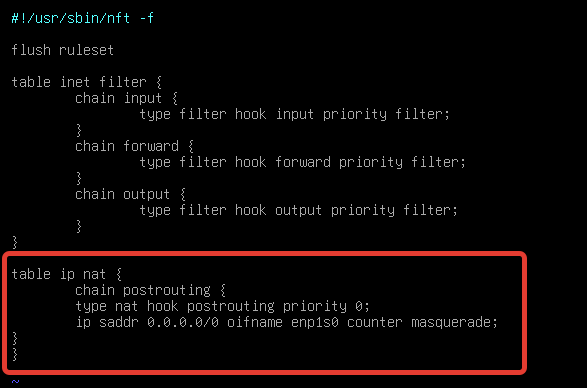 #!/usr/sbin/nft -f
flush ruleset
table inet filter {
chain input {
type filter hook input priority filter;
}
chain forward {
type filter hook forward priority filter;
}
chain output {
type filter hook output priority filter;
}
}
table ip nat {
chain postrouting {
type nat hook postrouting priority 0;
ip saddr 0.0.0.0/0 oifname enp1s0 counter masquerade;
}
}
~